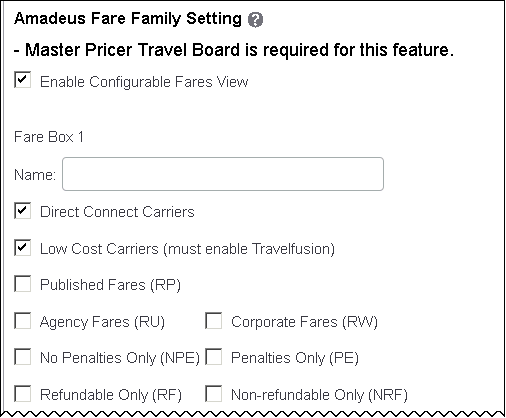 Amadeus Fare Family Setting ?
- Master Pricer Travel Board is required for this feature.
Enable Configurable Fares View
Fare Box 1
Name:
Direct Connect Carriers
Low Cost Carriers (must enable Travelfusion)
Published Fares (RP)
Agency Fares (RU) Corporate Fares (RW)
No Penalties Only (NPE) Penalties Only (PE)
Refundable Only (RF) Non-refundable Only (NRF)